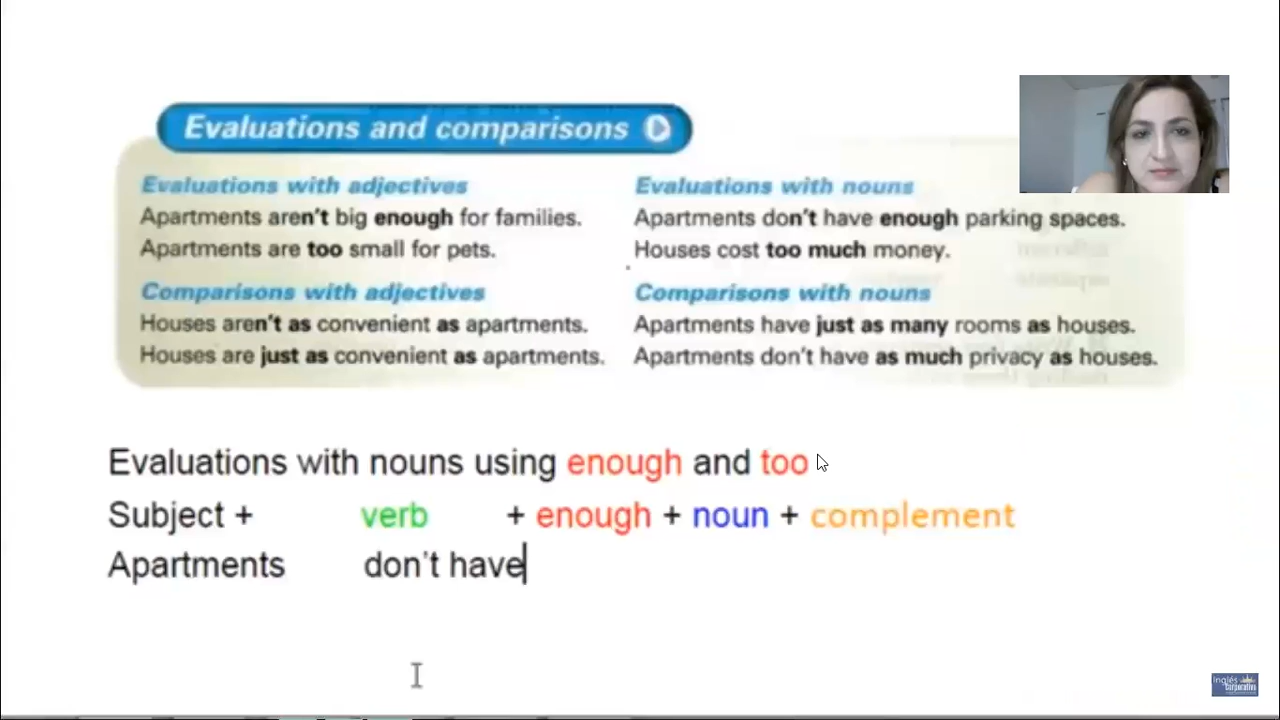 Evaluations and comparisons
Evaluations with adjectives
Apartments aren't big enough for families.
Apartments are too small for pets.
Comparisons with adjectives
Houses aren't as convenient as apartments.
Houses are just as convenient as apartments.
Evaluations with nouns
Apartments don't have enough parking spaces.
Houses cost too much money.
Comparisons with nouns
Apartments have just as many rooms as houses.
Apartments don't have as much privacy as houses.
Evaluations with nouns using enough and too
Subject + verb + enough + noun + complement
Apartments don't have
Inglés
Corporativo